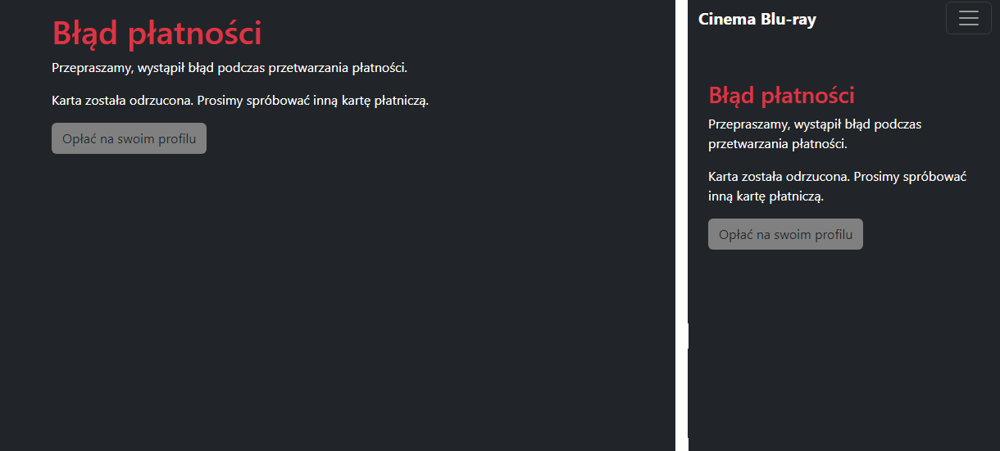 Błąd płatności
Przepraszamy, wystąpił błąd podczas przetwarzania płatności.
Karta została odrzucona. Prosimy spróbować inną kartę płatniczą.
Opłać na swoim profilu
Cinema Blu-ray
Błąd płatności
Przepraszamy, wystąpił błąd podczas
przetwarzania płatności.
Karta została odrzucona. Prosimy spróbować
inną kartę płatniczą.
Opłać na swoim profilu